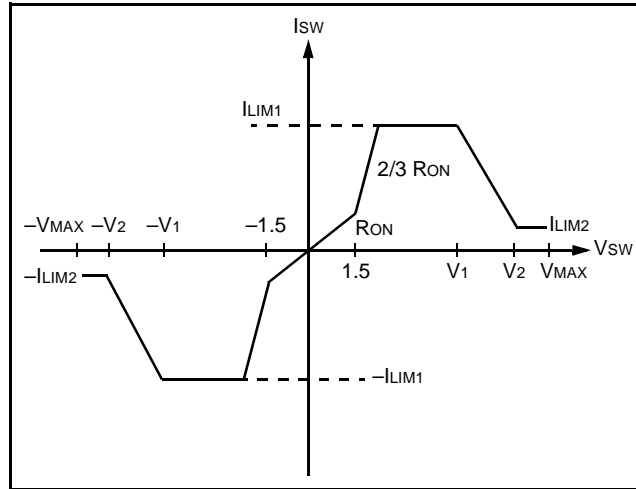 ISW
ILIM1
2/3 RON
–VMAX –V2 –V1 –1.5 RON ILIM2
VSW
–ILIM2 1.5 V1 V2 VMAX
–ILIM1